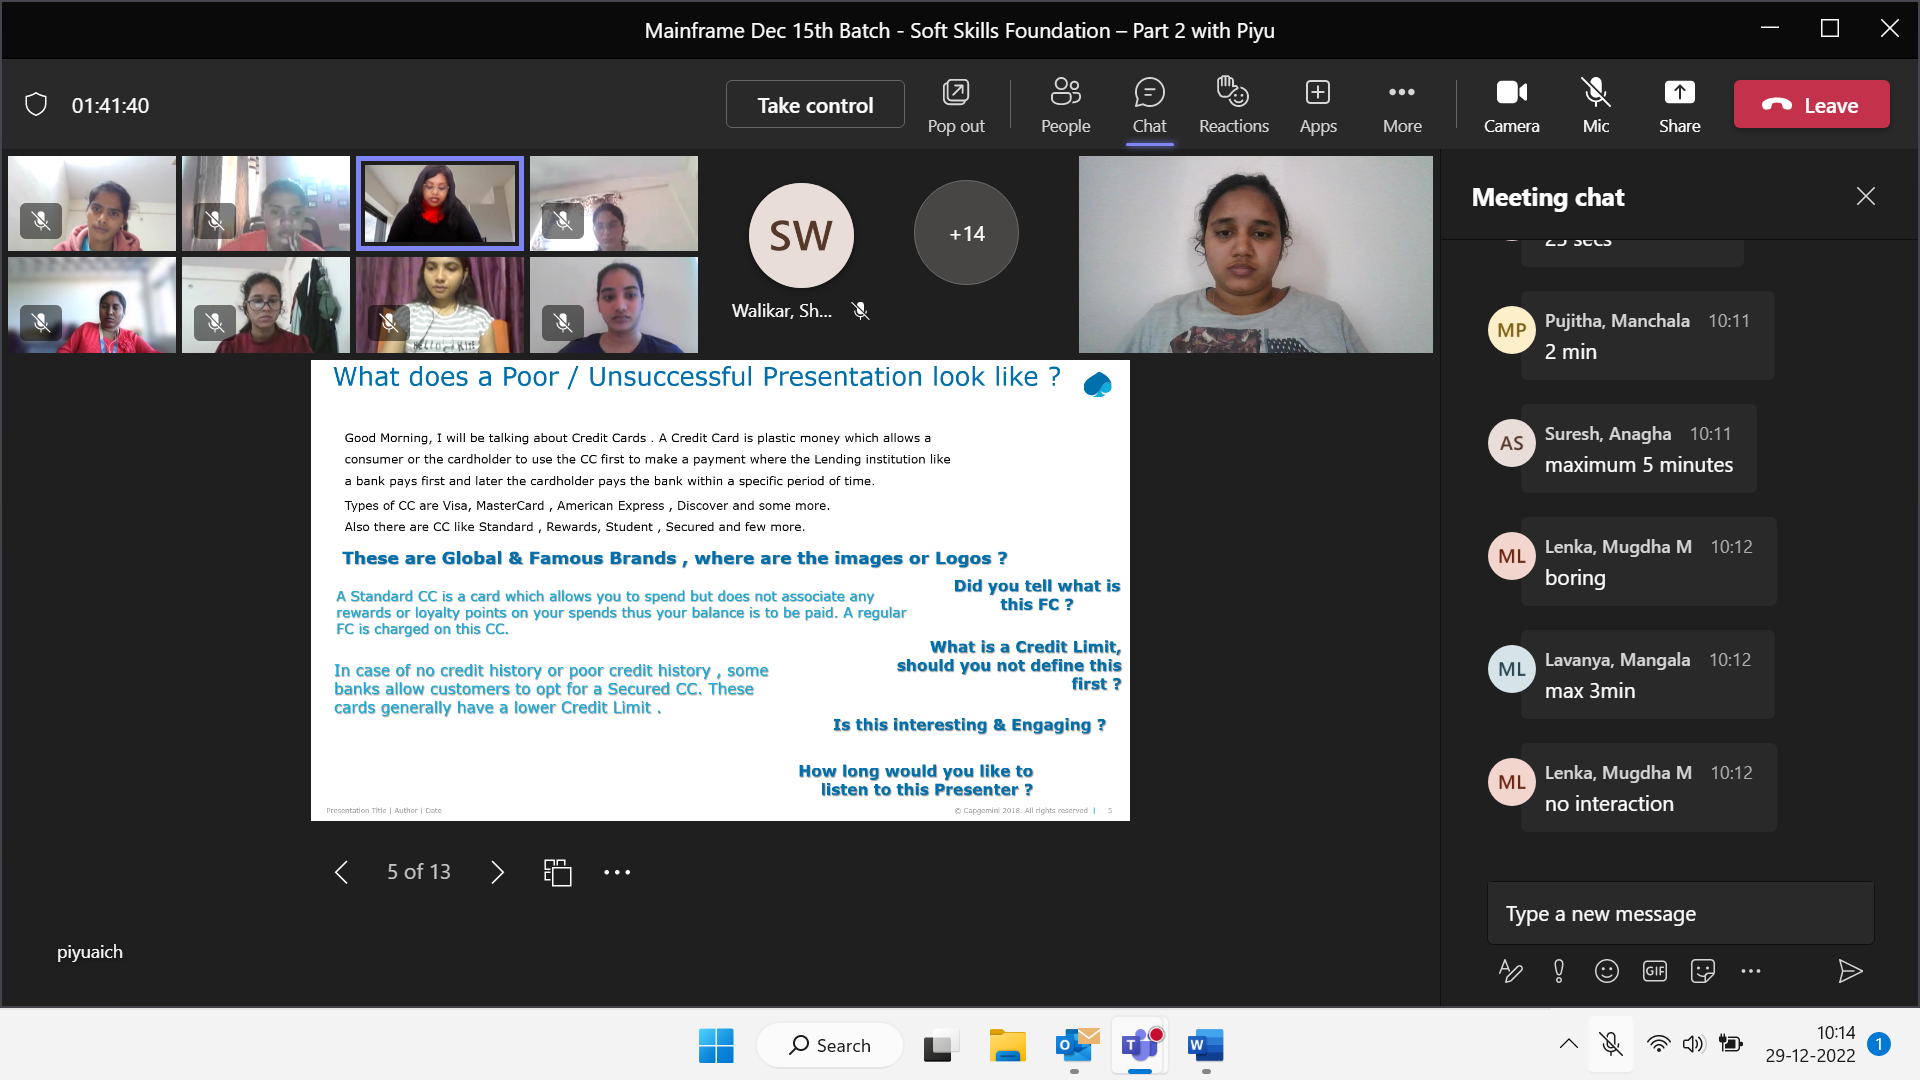 Mainframe Dec 15th Batch - Soft Skills Foundation – Part 2 with Piyu
01:41:40
Take control
Pop out
People
Chat
Reactions
Apps
More
Camera
Mic
Share
Leave
SW
Walikar, Sh...
+14
What does a Poor / Unsuccessful Presentation look like ?
Good Morning, I will be talking about Credit Cards . A Credit Card is plastic money which allows a
consumer or the cardholder to use the CC first to make a payment where the Lending institution like
a bank pays first and later the cardholder pays the bank within a specific period of time.
Types of CC are Visa, MasterCard , American Express , Discover and some more.
Also there are CC like Standard , Rewards, Student , Secured and few more.
These are Global & Famous Brands , where are the images or Logos ?
Did you tell what is
this FC ?
A Standard CC is a card which allows you to spend but does not associate any
rewards or loyalty points on your spends thus your balance is to be paid. A regular
FC is charged on this CC.
What is a Credit Limit,
should you not define this
first ?
In case of no credit history or poor credit history , some
banks allow customers to opt for a Secured CC. These
cards generally have a lower Credit Limit .
Is this interesting & Engaging ?
How long would you like to
listen to this Presenter ?
Presentation Title | Author | Date
© Capgemini 2018. All rights reserved | 5
5 of 13
piyuaich
Meeting chat
25 secs
MP
Pujitha, Manchala 10:11
2 min
AS
Suresh, Anagha 10:11
maximum 5 minutes
ML
Lenka, Mugdha M 10:12
boring
ML
Lavanya, Mangala 10:12
max 3min
ML
Lenka, Mugdha M 10:12
no interaction
Type a new message
GIF
Search
10:14
29-12-2022
1